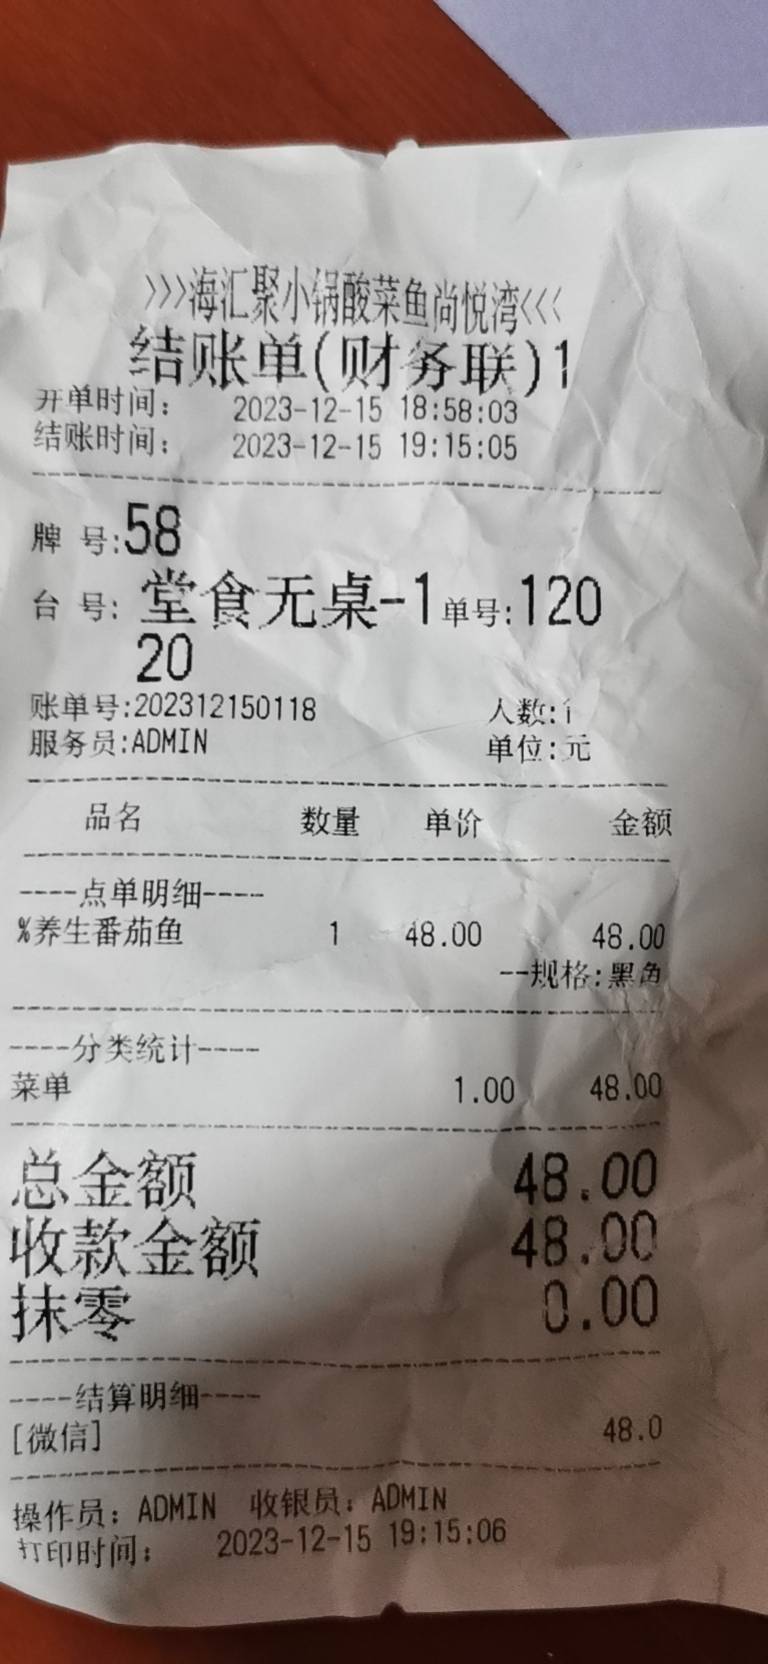 >>>海汇聚小锅酸菜鱼尚悦湾<<<
结账单(财务联)1
开单时间： 2023-12-15 18:58:03
结账时间： 2023-12-15 19:15:05
牌 号:58
台 号: 堂食无桌-1 单号:120
20
账单号:202312150118 人数:1
服务员:ADMIN 单位:元
品名 数量 单价 金额
----点单明细----
%养生番茄鱼 1 48.00 48.00
--规格:黑鱼
----分类统计----
菜单 1.00 48.00
总金额 48.00
收款金额 48.00
抹零 0.00
----结算明细----
[微信] 48.0
操作员：ADMIN 收银员：ADMIN
打印时间： 2023-12-15 19:15:06